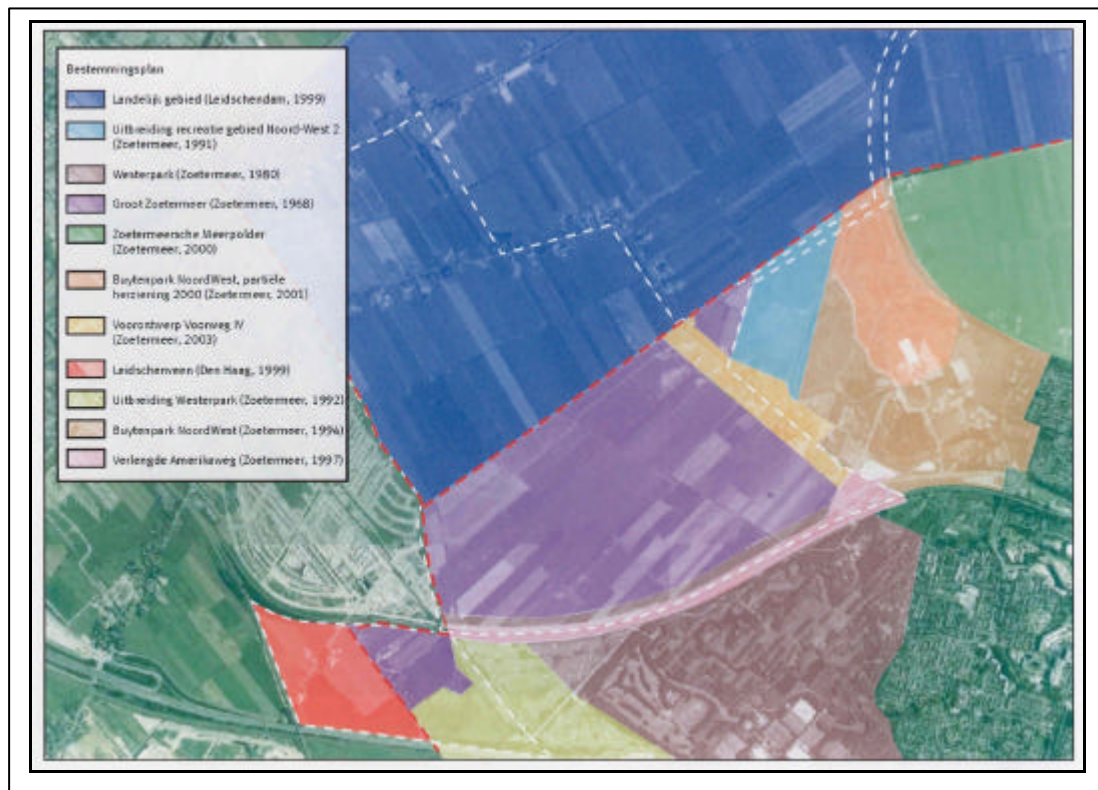 Bestemmingsplan
Landelijk gebied (Leidschendam, 1999)
Uitbreiding recreatie gebied Noord-West 2
(Zoetermeer, 1991)
Westerpark (Zoetermeer, 1980)
Groot Zoetermeer (Zoetermeer, 1968)
Zoetermeersche Meerpolder
(Zoetermeer, 2000)
Buytenpark NoordWest, partiële
herziening 2000 (Zoetermeer, 2001)
Voorontwerp Voorweg IV
(Zoetermeer, 2003)
Leidschenveen (Den Haag, 1999)
Uitbreiding Westerpark (Zoetermeer, 1992)
Buytenpark NoordWest (Zoetermeer, 1994)
Verlengde Amerikaweg (Zoetermeer, 1997)